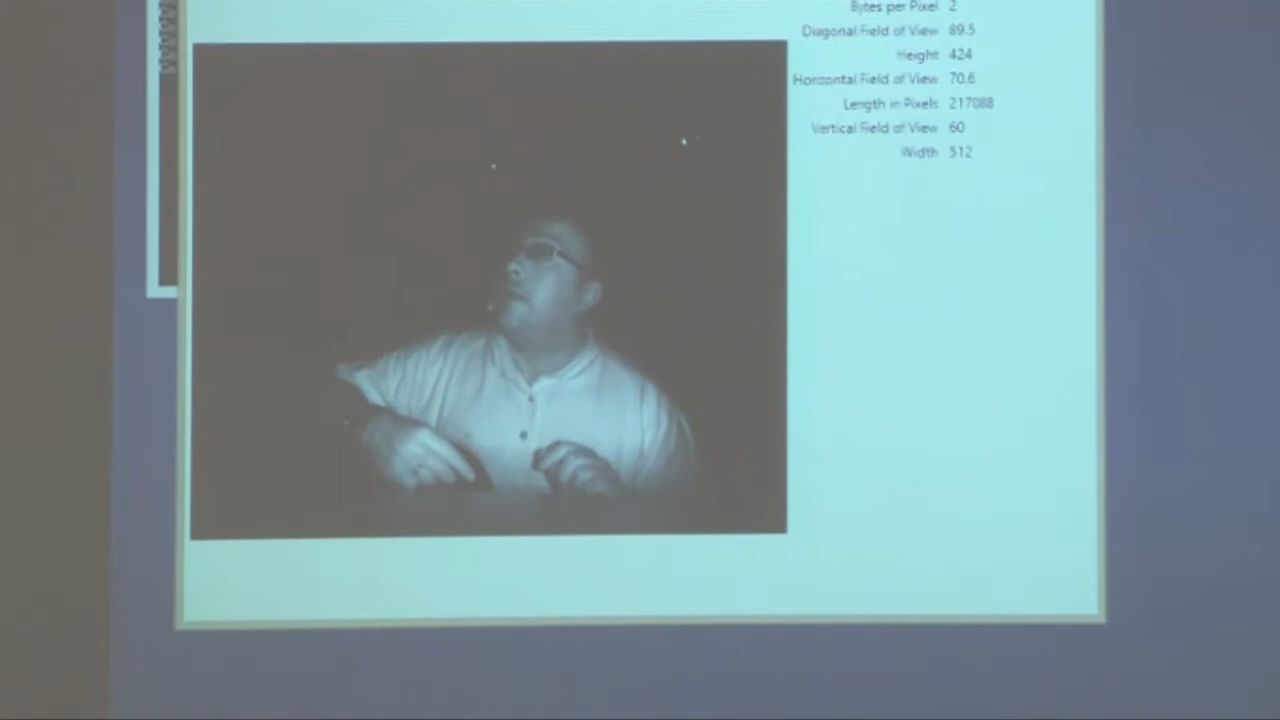 Bytes per Pixel 2
Diagonal Field of View 89.5
Height 424
Horizontal Field of View 70.6
Length in Pixels 217088
Vertical Field of View 60
Width 512